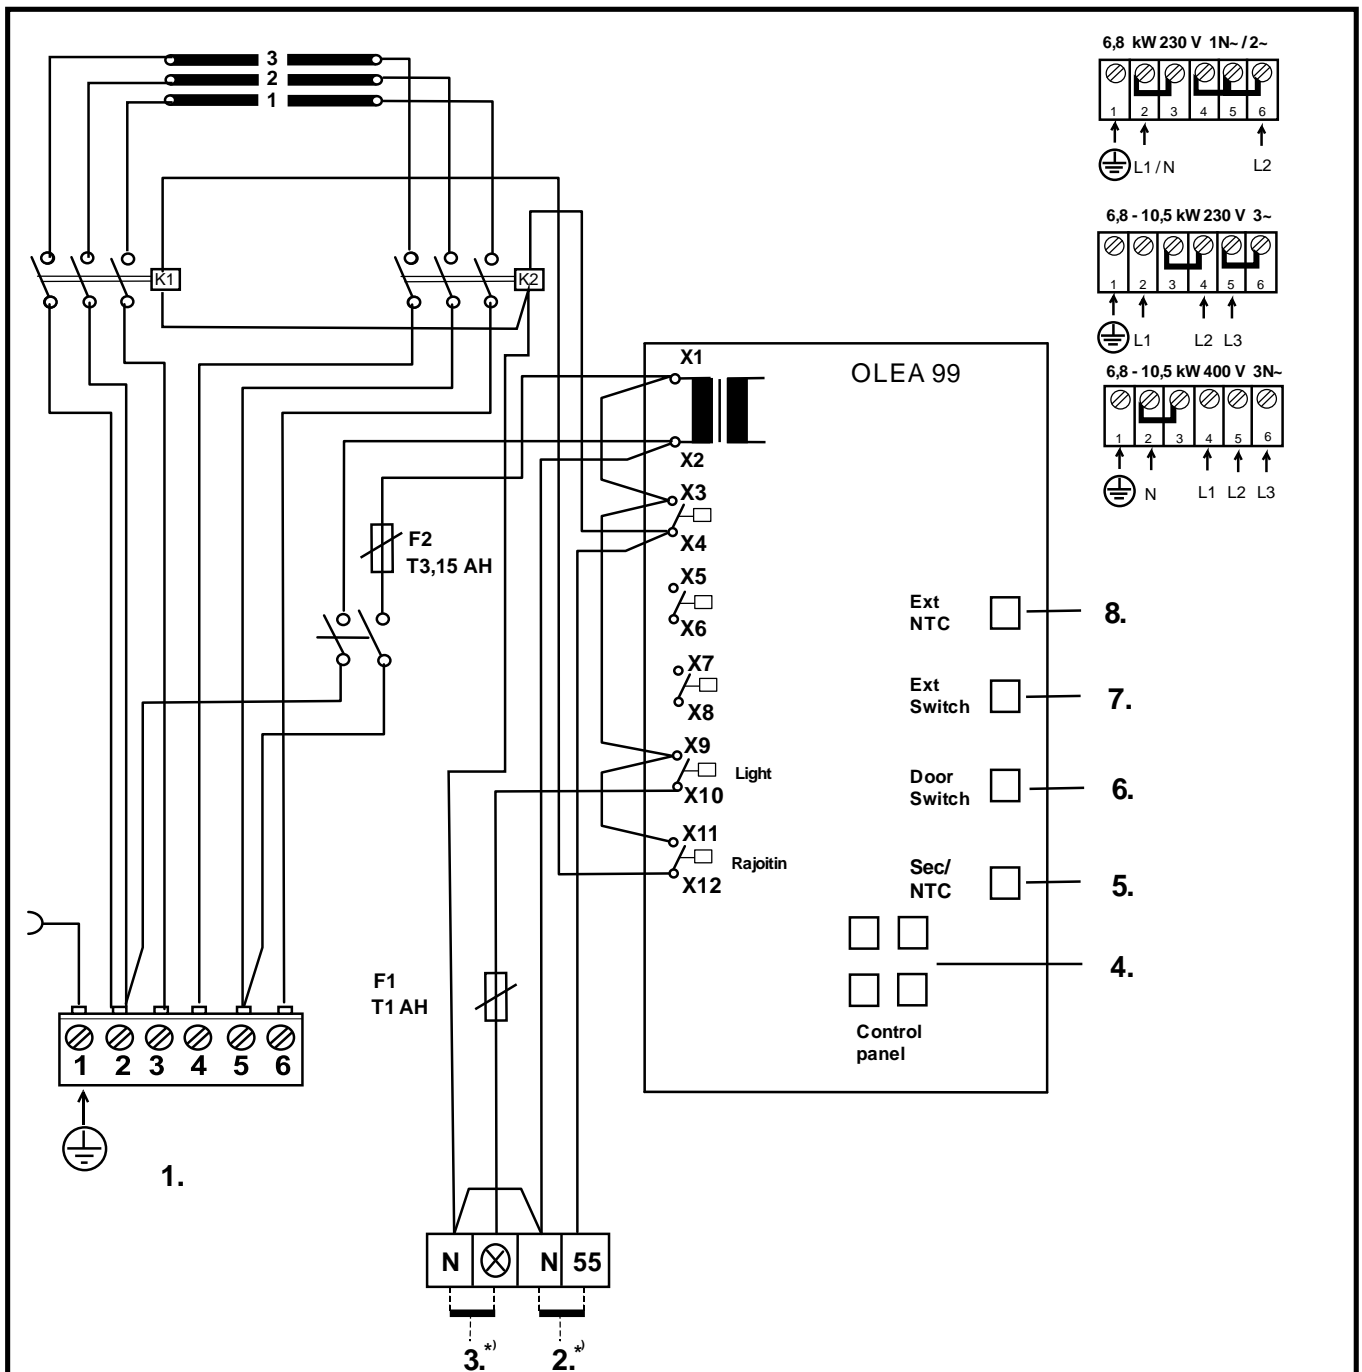 3
2
1
K1
K2
6,8 kW 230 V 1N~ / 2~
1 2 3 4 5 6
L1 / N L2
6,8 - 10,5 kW 230 V 3~
1 2 3 4 5 6
L1 L2 L3
6,8 - 10,5 kW 400 V 3N~
1 2 3 4 5 6
N L1 L2 L3
OLEA 99
X1
X2
X3
X4
X5
X6
X7
X8
X9
Light
X10
X11
Rajoitin
X12
F2
T3,15 AH
Ext
NTC
8.
Ext
Switch
7.
Door
Switch
6.
Sec/
NTC
5.
4.
Control
panel
F1
T1 AH
1 2 3 4 5 6
1.
N N 55
3.*) 2.*)